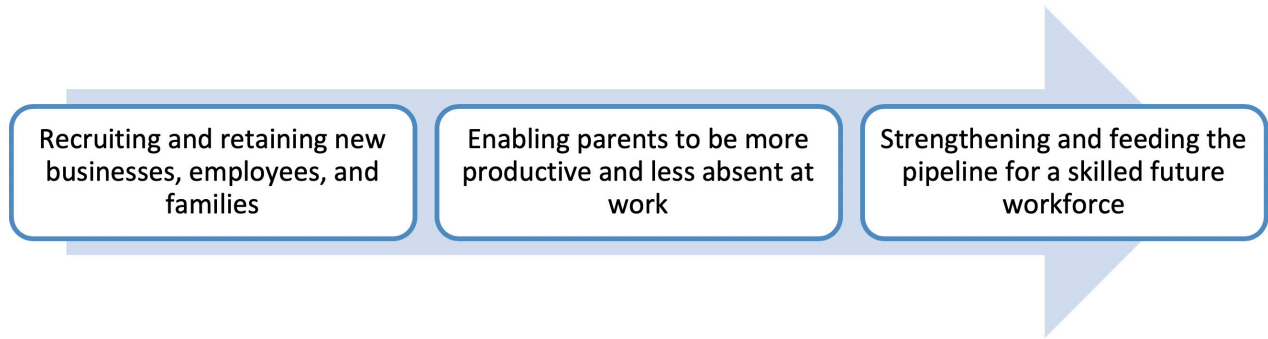 Recruiting and retaining new
businesses, employees, and
families
Enabling parents to be more
productive and less absent at
work
Strengthening and feeding the
pipeline for a skilled future
workforce